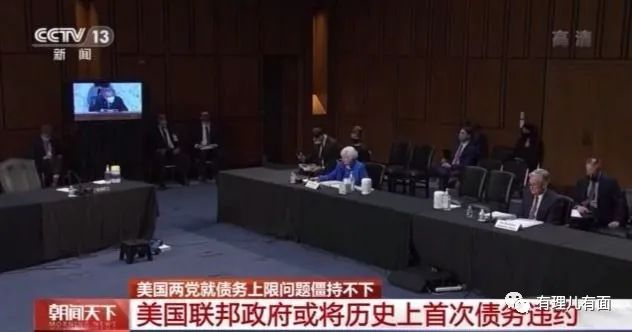 CCTV 13
新闻
高清
美国两党就债务上限问题僵持不下
朝闻天下
MORNING NEWS
美国联邦政府或将历史上首次债务违约
有理儿有面